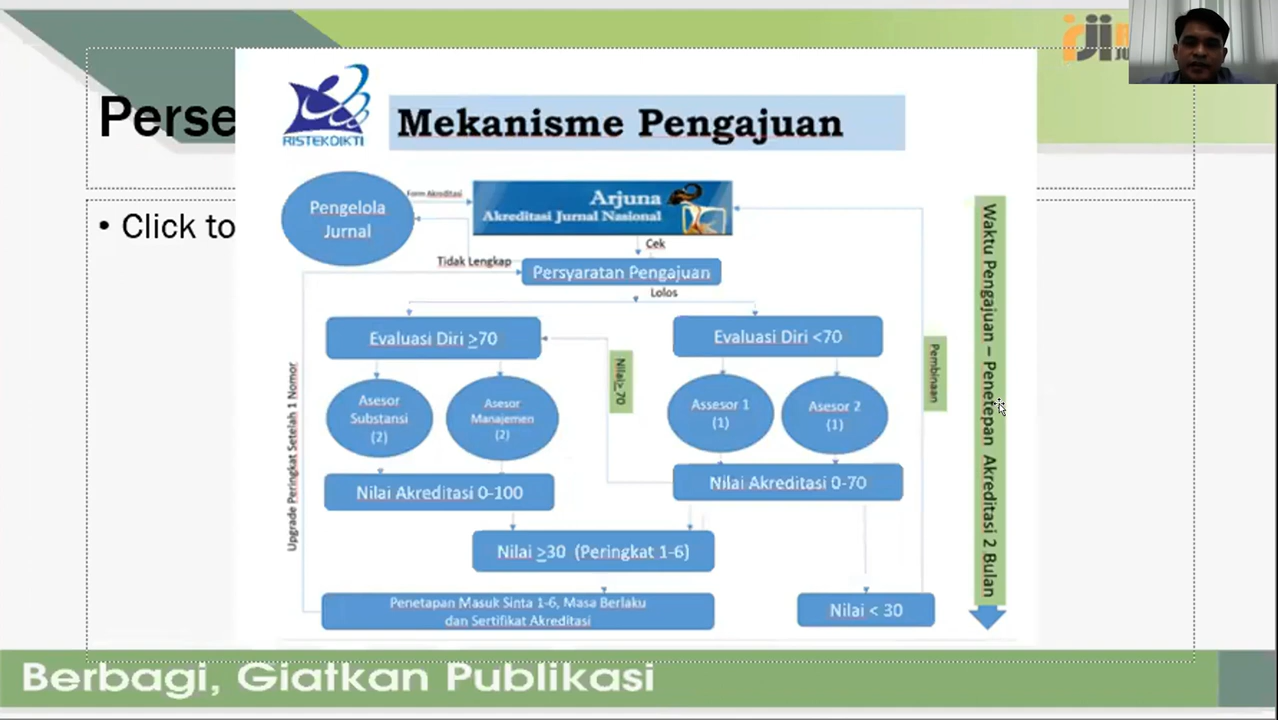 Perse
• Click to
RISTEKDIKTI
Mekanisme Pengajuan
Pengelola
Jurnal
Form Akreditasi
Arjuna
Akreditasi Jurnal Nasional
Cek
Tidak Lengkap
Persyaratan Pengajuan
Lolos
Evaluasi Diri ≥70
Evaluasi Diri <70
Nilai≥70
Asesor
Substansi
(2)
Asesor
Manajemen
(2)
Assesor 1
(1)
Asesor 2
(1)
Nilai Akreditasi 0-100
Nilai Akreditasi 0-70
Nilai ≥30 (Peringkat 1-6)
Penetapan Masuk Sinta 1-6, Masa Berlaku
dan Sertifikat Akreditasi
Nilai < 30
Upgrade Peringkat Setelah 1 Nomor
Pembinaan
Waktu Pengajuan – Penetepan Akreditasi 2 Bulan
Berbagi, Giatkan Publikasi